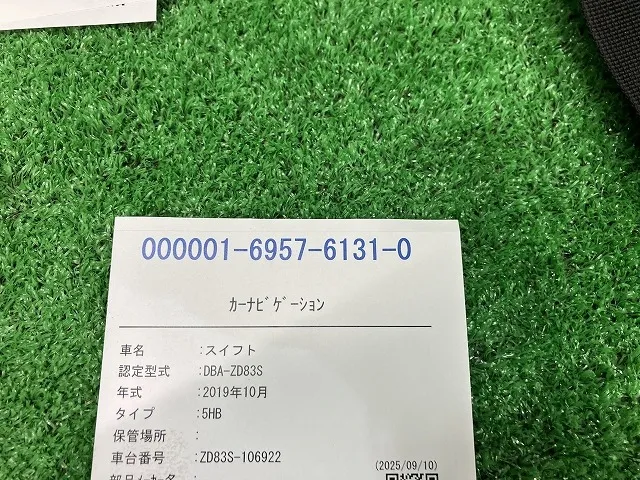 000001-6957-6131-0
ｶｰﾅﾋﾞｹﾞｰｼｮﾝ
車名 :スイフト
認定型式 :DBA-ZD83S
年式 :2019年10月
タイプ :5HB
保管場所 :
車台番号 :ZD83S-106922
(2025/09/10)